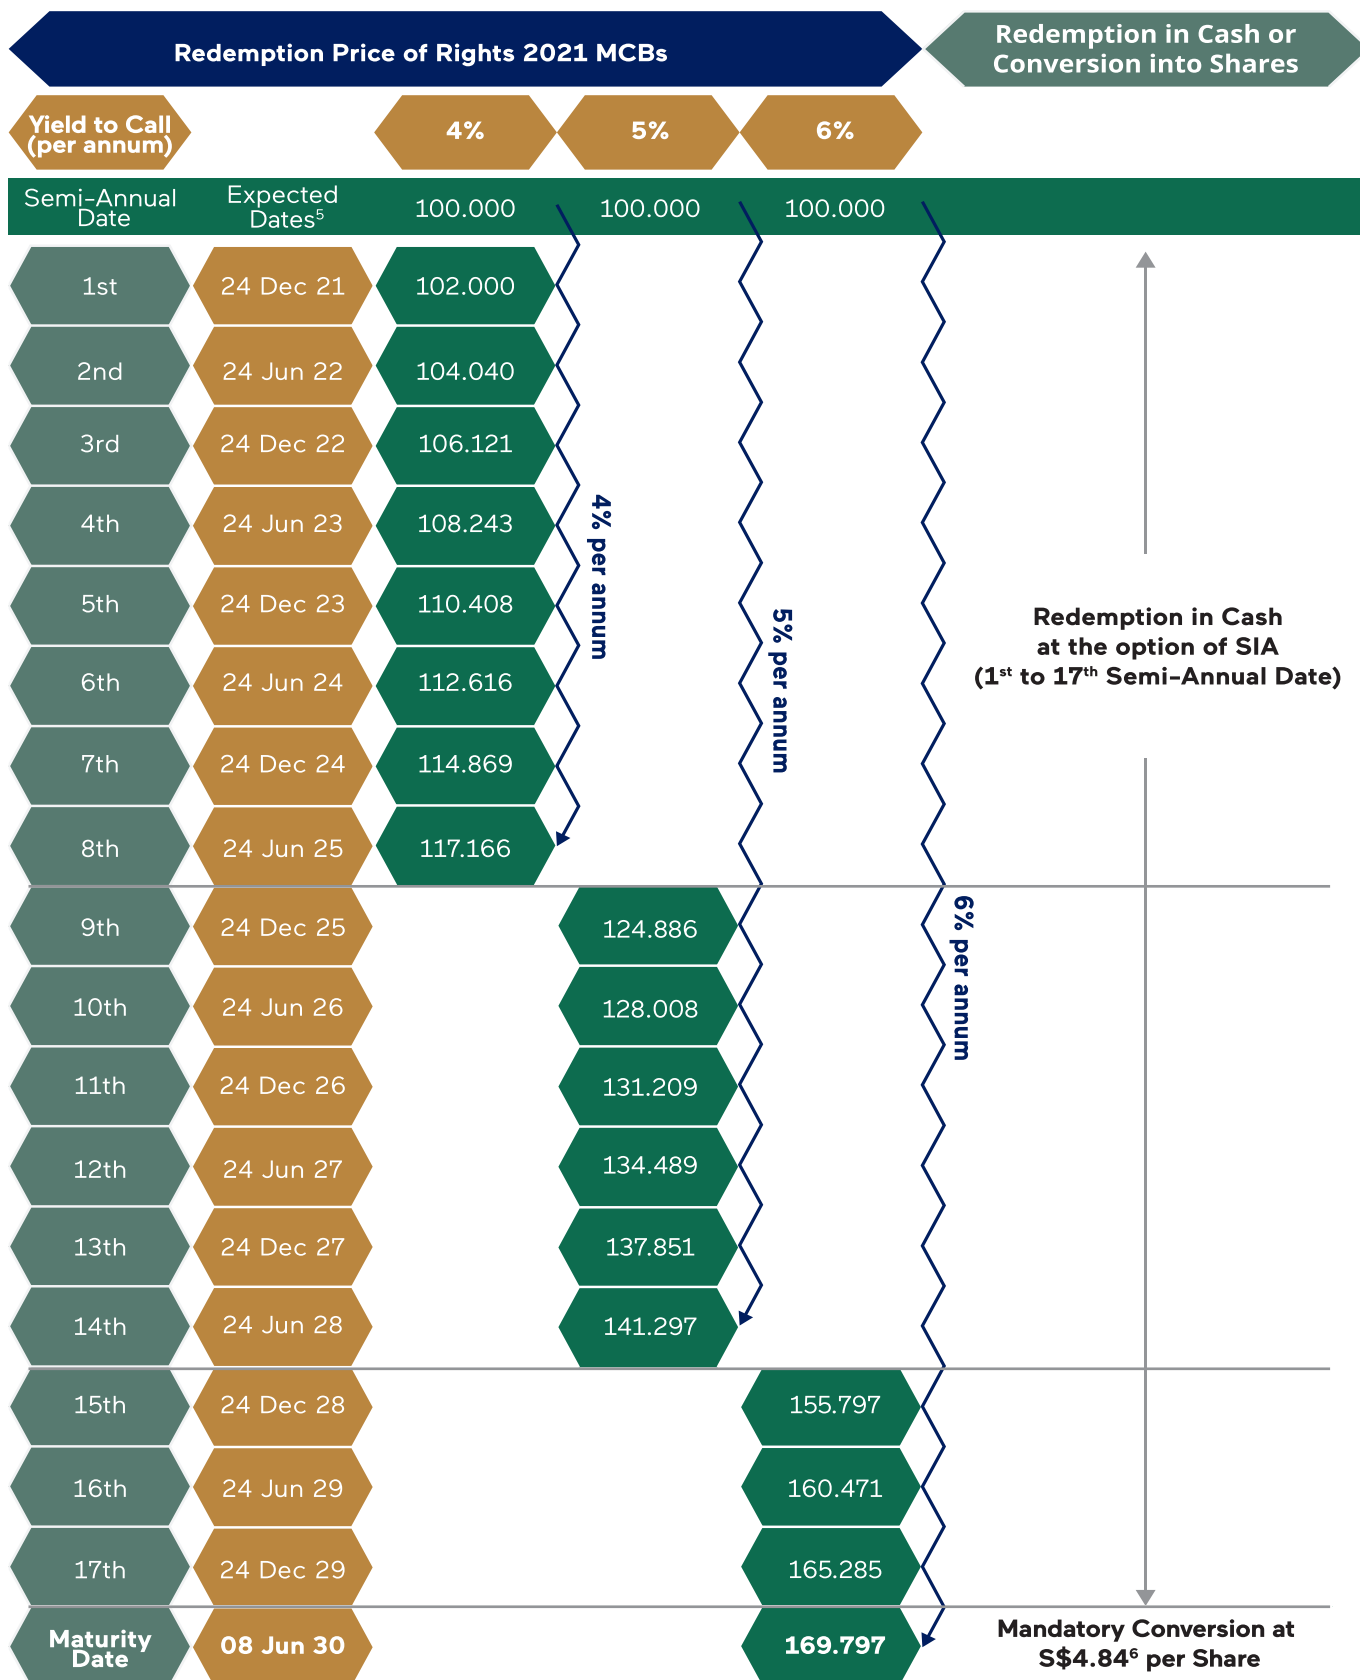 Redemption Price of Rights 2021 MCBs
Redemption in Cash or
Conversion into Shares
Yield to Call
(per annum)
4%
5%
6%
Semi-Annual
Date
Expected
Dates⁵
100.000
100.000
100.000
1st
24 Dec 21
102.000
2nd
24 Jun 22
104.040
3rd
24 Dec 22
106.121
4th
24 Jun 23
108.243
5th
24 Dec 23
110.408
6th
24 Jun 24
112.616
7th
24 Dec 24
114.869
8th
24 Jun 25
117.166
4% per annum
5% per annum
Redemption in Cash
at the option of SIA
(1ˢᵗ to 17ᵗʰ Semi-Annual Date)
9th
24 Dec 25
124.886
10th
24 Jun 26
128.008
11th
24 Dec 26
131.209
12th
24 Jun 27
134.489
13th
24 Dec 27
137.851
14th
24 Jun 28
141.297
6% per annum
15th
24 Dec 28
155.797
16th
24 Jun 29
160.471
17th
24 Dec 29
165.285
Maturity
Date
08 Jun 30
169.797
Mandatory Conversion at
S$4.84⁶ per Share